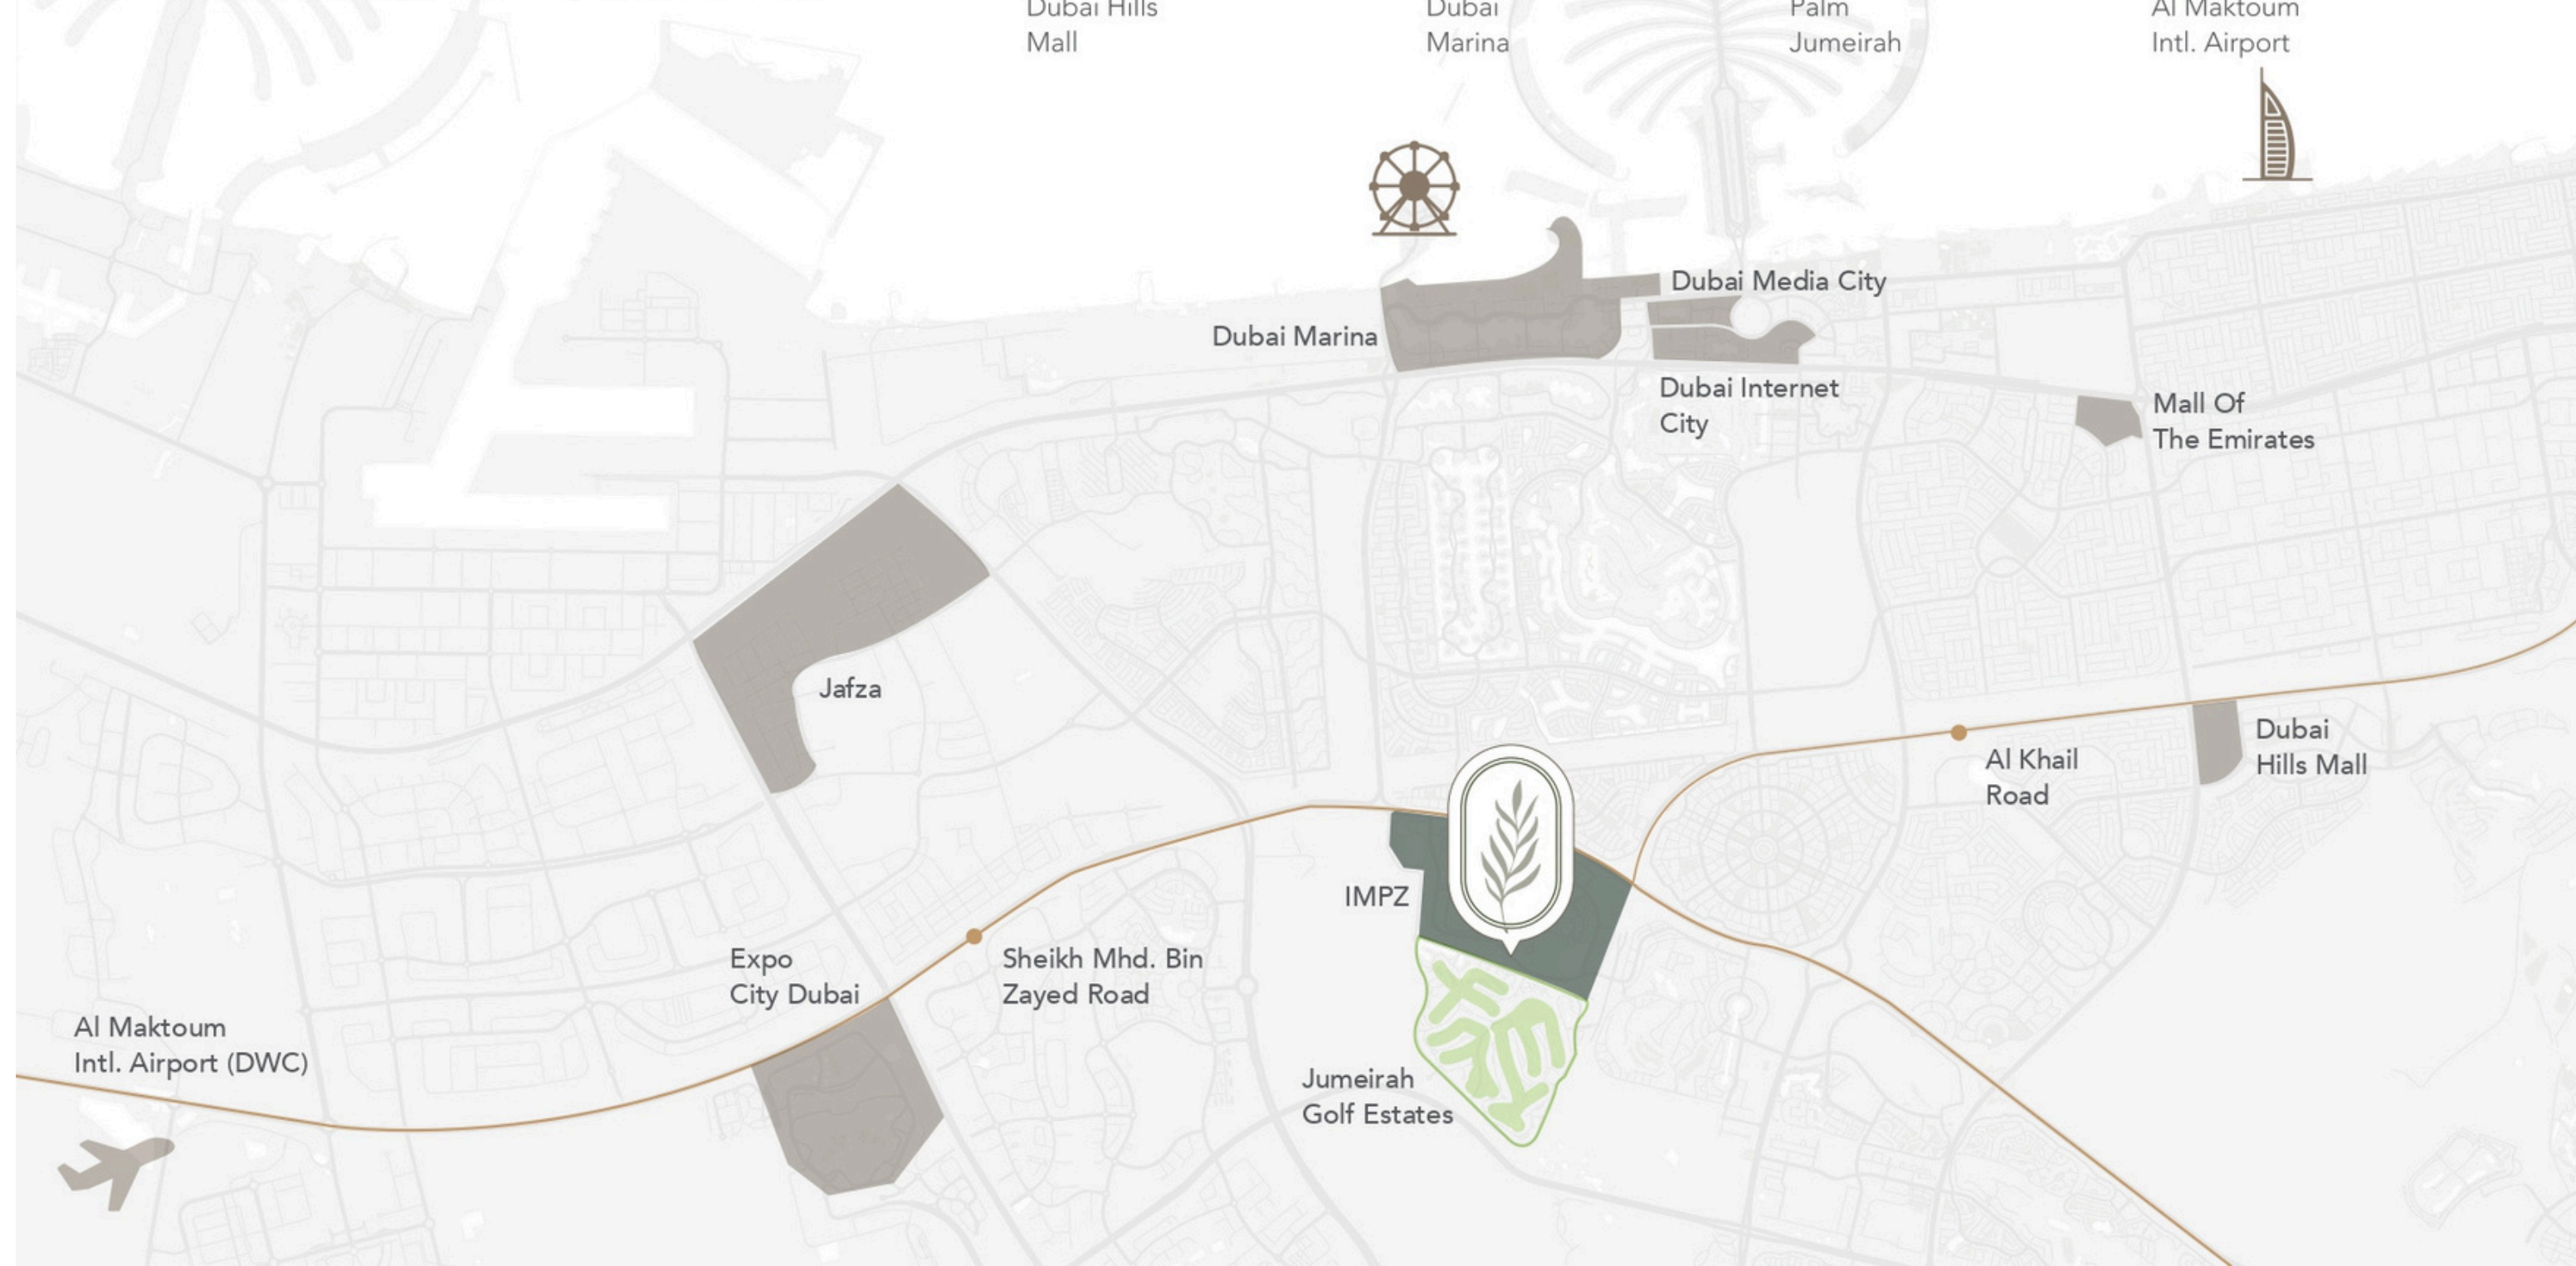 Dubai Hills
Mall
Dubai
Marina
Palm
Jumeirah
Al Maktoum
Intl. Airport
Dubai Media City
Dubai Marina
Dubai Internet
City
Mall Of
The Emirates
Jafza
Dubai
Hills Mall
Al Khail
Road
IMPZ
Expo
City Dubai
Sheikh Mhd. Bin
Zayed Road
Al Maktoum
Intl. Airport (DWC)
Jumeirah
Golf Estates